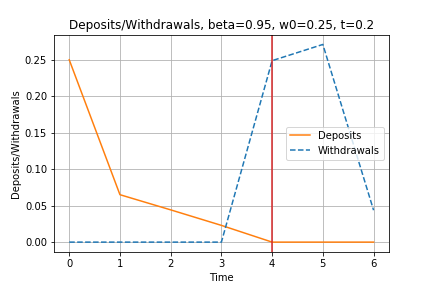 Deposits/Withdrawals, beta=0.95, w0=0.25, t=0.2
Deposits/Withdrawals
0.25
0.20
0.15
0.10
0.05
0.00
Deposits
Withdrawals
0 1 2 3 4 5 6
Time